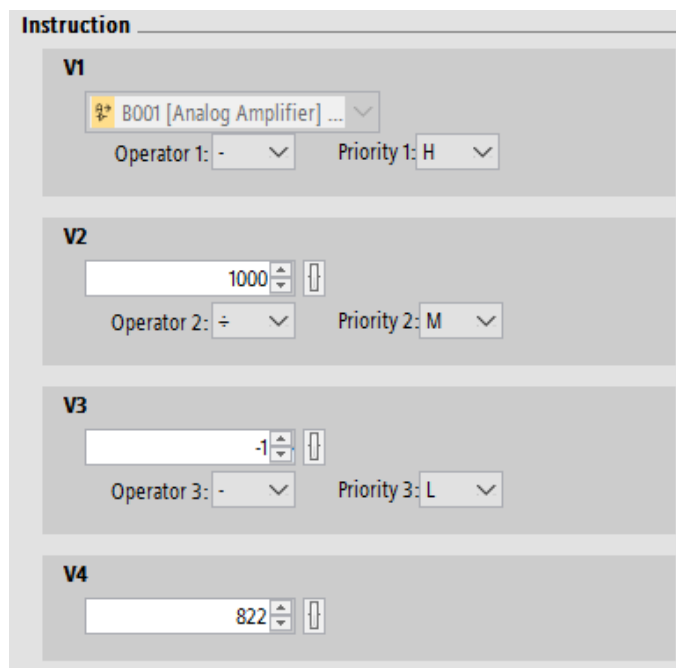 Instruction
V1
B001 [Analog Amplifier] ...
Operator 1: - Priority 1: H
V2
1000
Operator 2: ÷ Priority 2: M
V3
-1
Operator 3: - Priority 3: L
V4
822